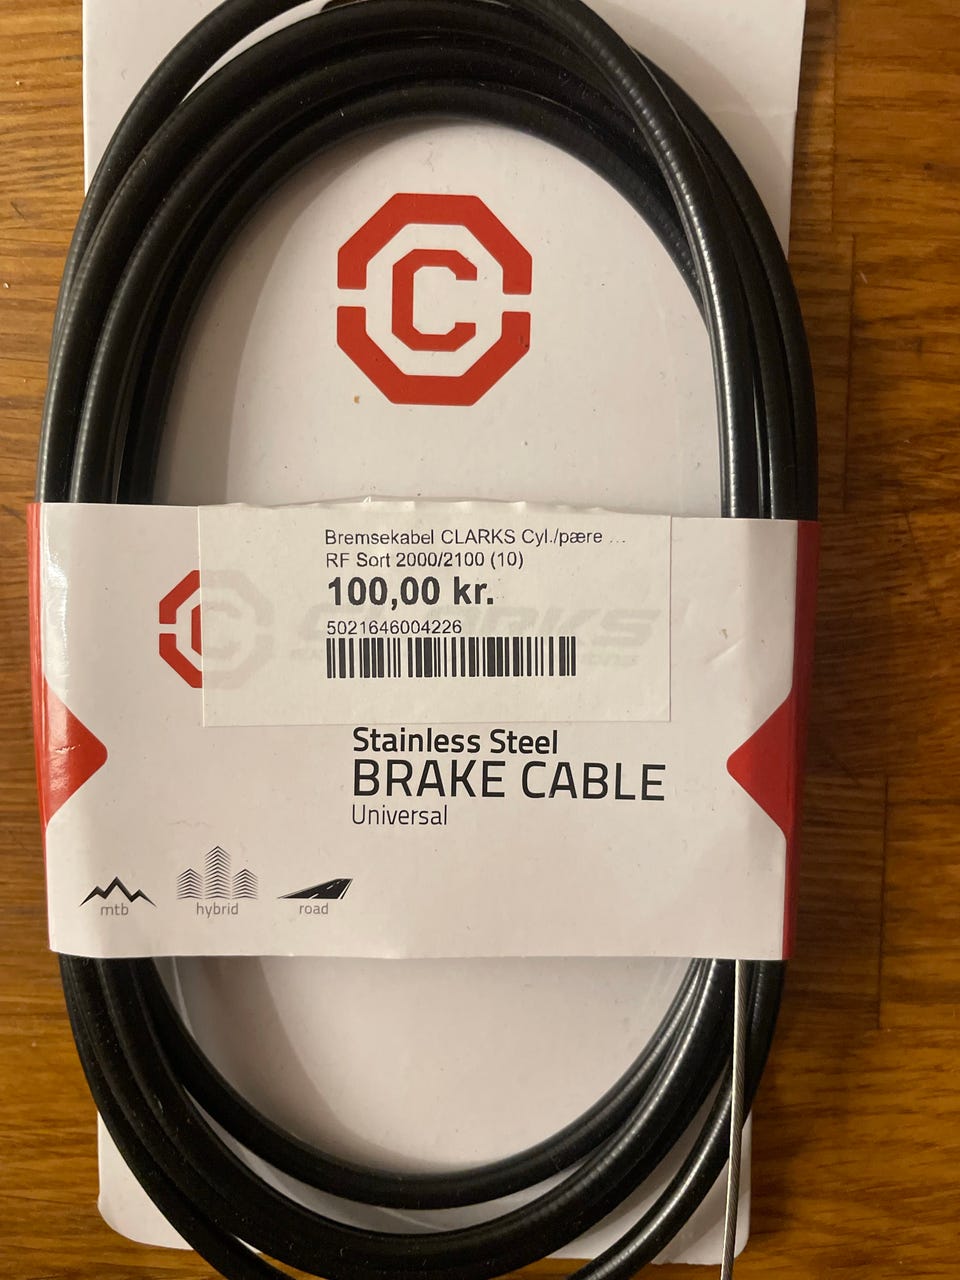 C
Bremsekabel CLARKS Cyl./pære ...
RF Sort 2000/2100 (10)
100,00 kr.
5021646004226
Stainless Steel
BRAKE CABLE
Universal
mtb hybrid road